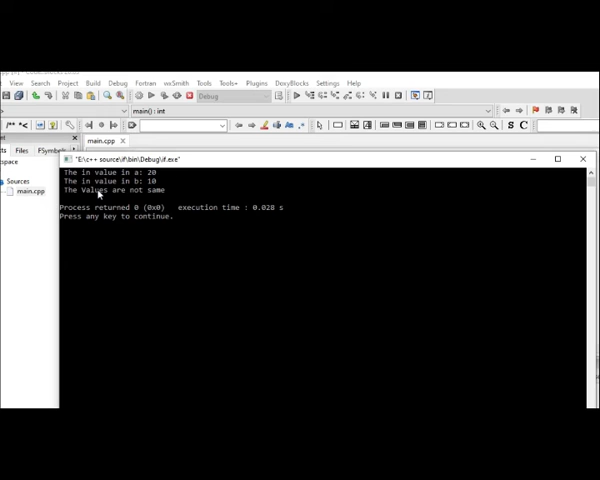 View Search Project Build Debug Fortran wxSmith Tools Tools+ Plugins DoxyBlocks Settings Help
Debug
main() : int
/** *<
S C
main.cpp
Files FSymbols
Sources
main.cpp
"E:\c++ source\if\bin\Debug\if.exe"
The in value in a: 20
The in value in b: 10
The Values are not same
Process returned 0 (0x0) execution time : 0.028 s
Press any key to continue.